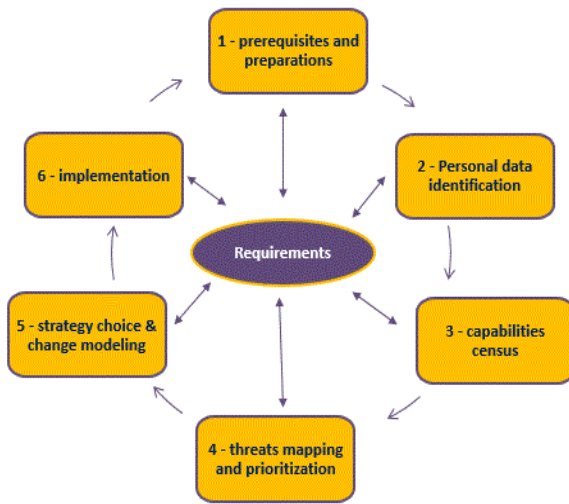 1 - prerequisites and
preparations
2 - Personal data
identification
3 - capabilities
census
4 - threats mapping
and prioritization
5 - strategy choice &
change modeling
6 - implementation
Requirements